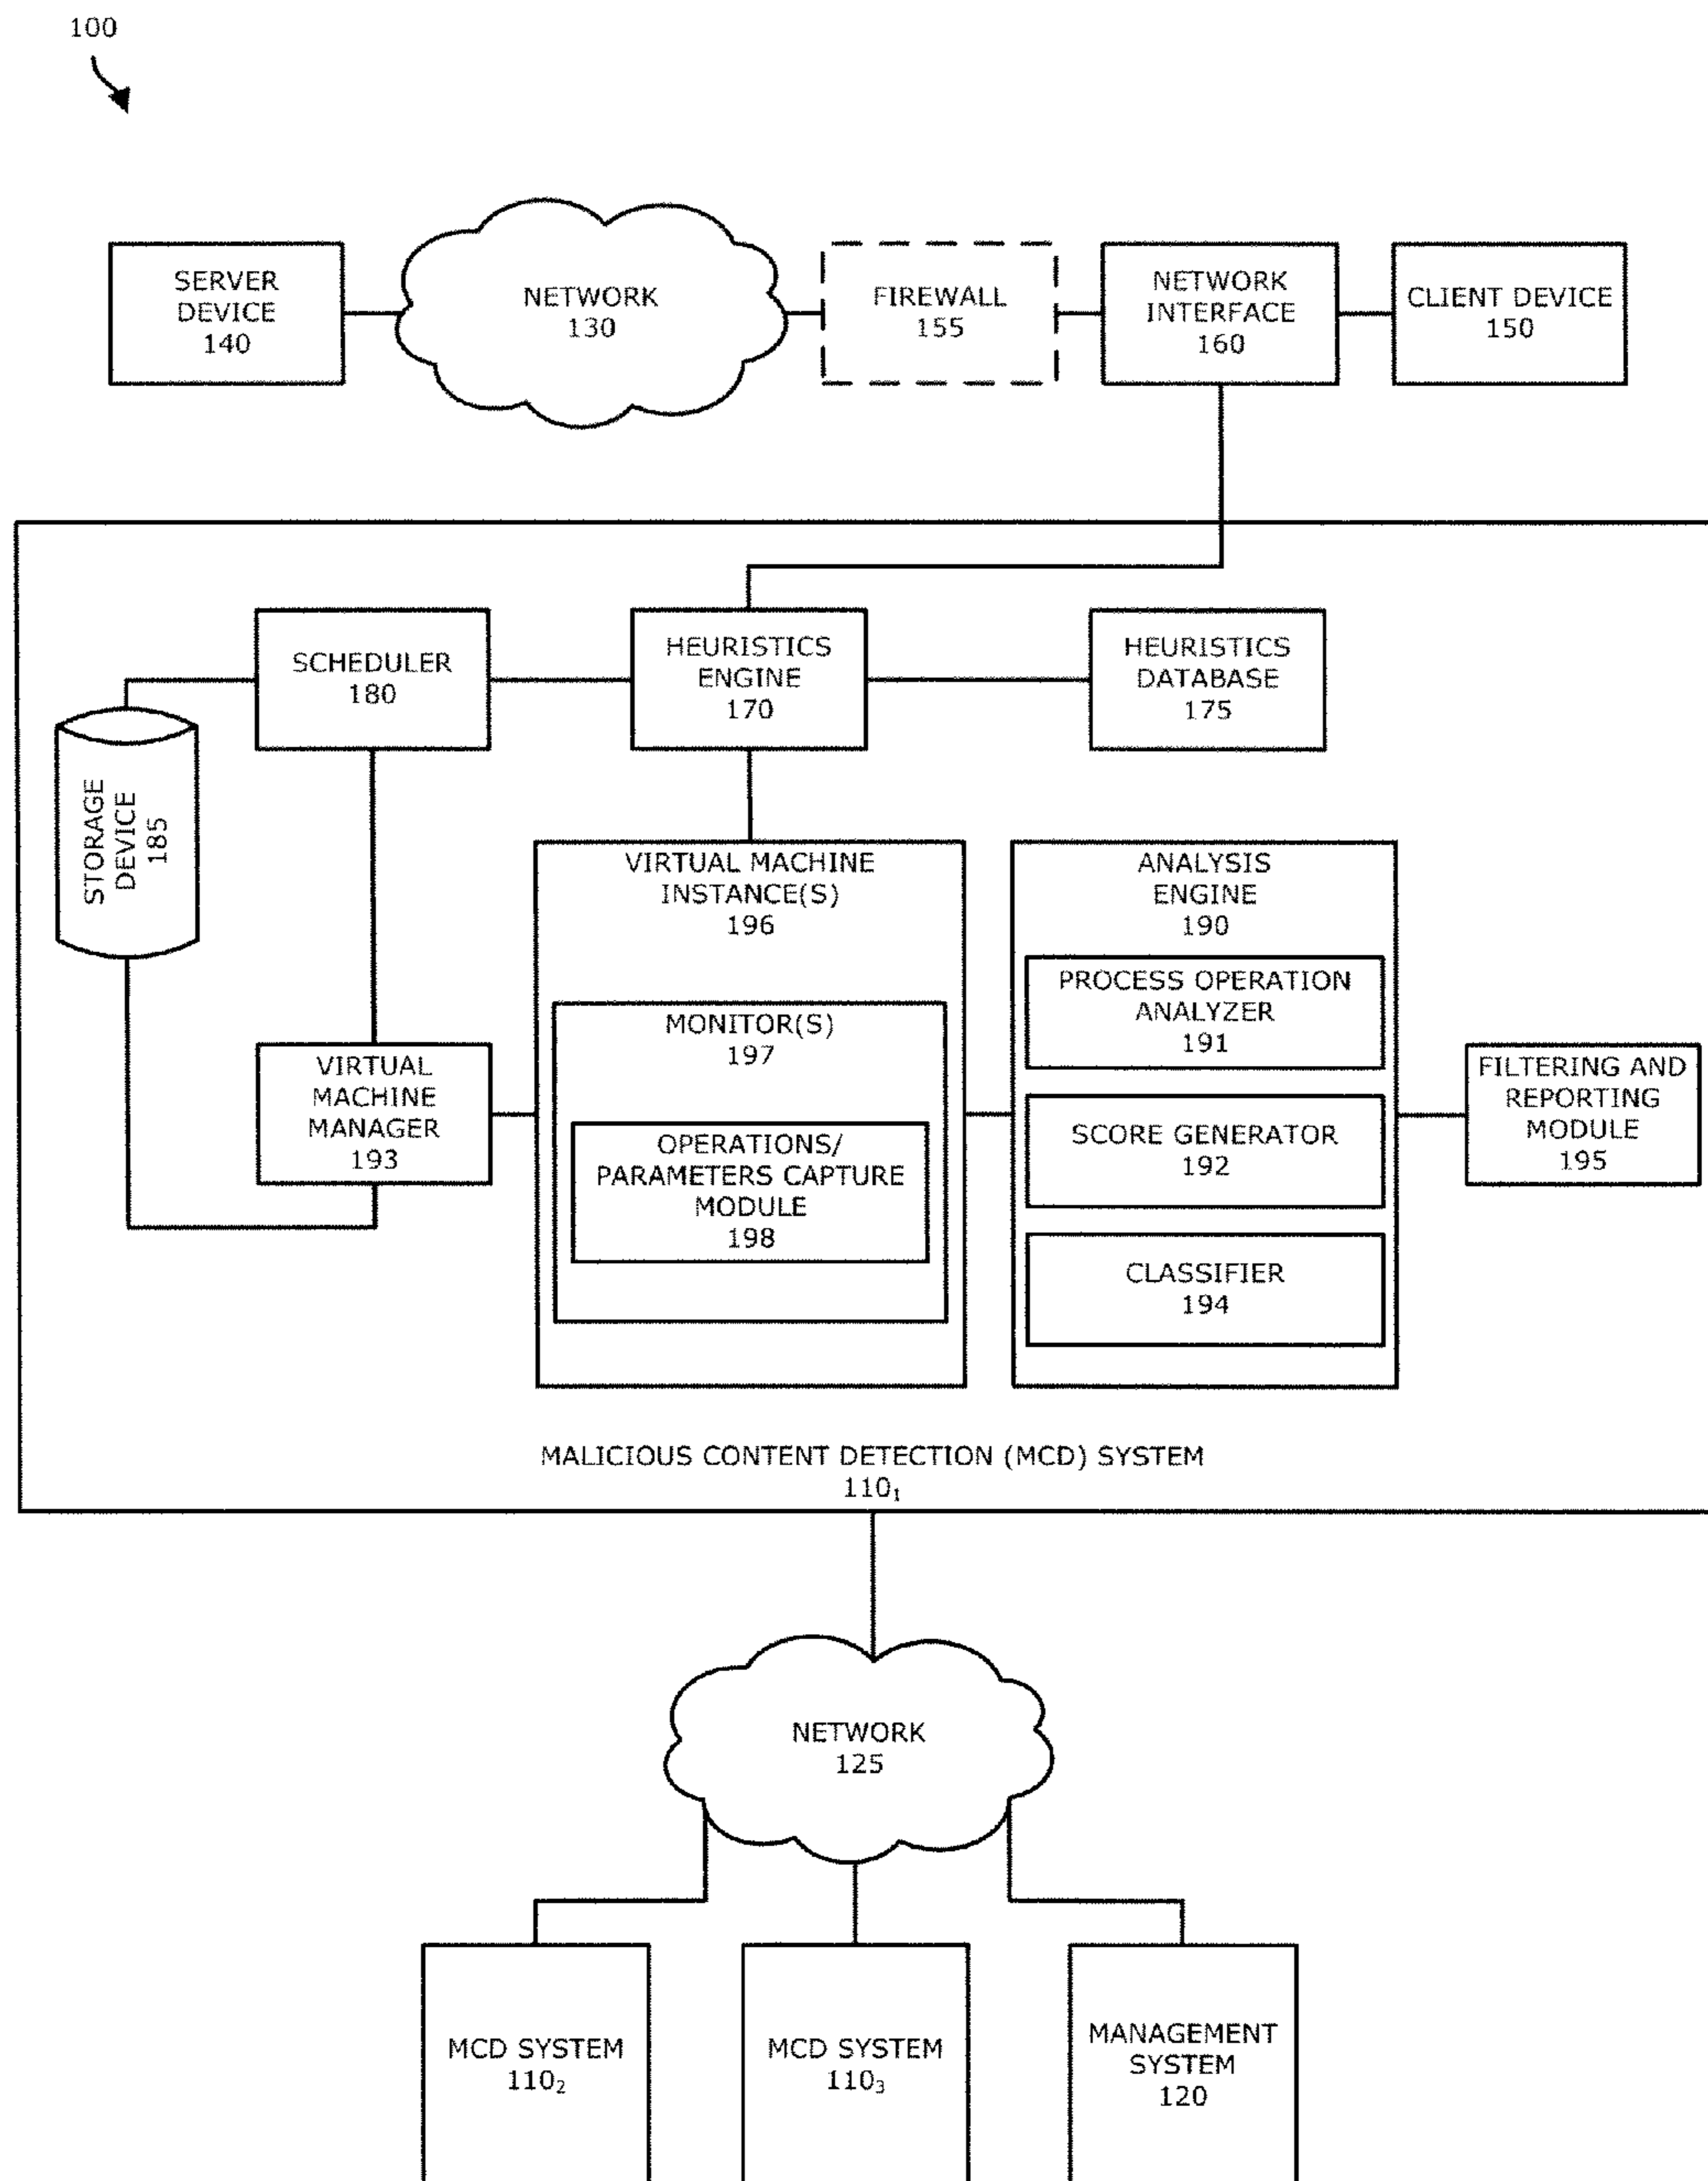 100
SERVER
DEVICE
140
NETWORK
130
FIREWALL
155
NETWORK
INTERFACE
160
CLIENT DEVICE
150
SCHEDULER
180
HEURISTICS
ENGINE
170
HEURISTICS
DATABASE
175
STORAGE
DEVICE
185
VIRTUAL
MACHINE
MANAGER
193
VIRTUAL MACHINE
INSTANCE(S)
196
MONITOR(S)
197
OPERATIONS/
PARAMETERS CAPTURE
MODULE
198
ANALYSIS
ENGINE
190
PROCESS OPERATION
ANALYZER
191
SCORE GENERATOR
192
CLASSIFIER
194
FILTERING AND
REPORTING
MODULE
195
MALICIOUS CONTENT DETECTION (MCD) SYSTEM
110₁
NETWORK
125
MCD SYSTEM
110₂
MCD SYSTEM
110₃
MANAGEMENT
SYSTEM
120